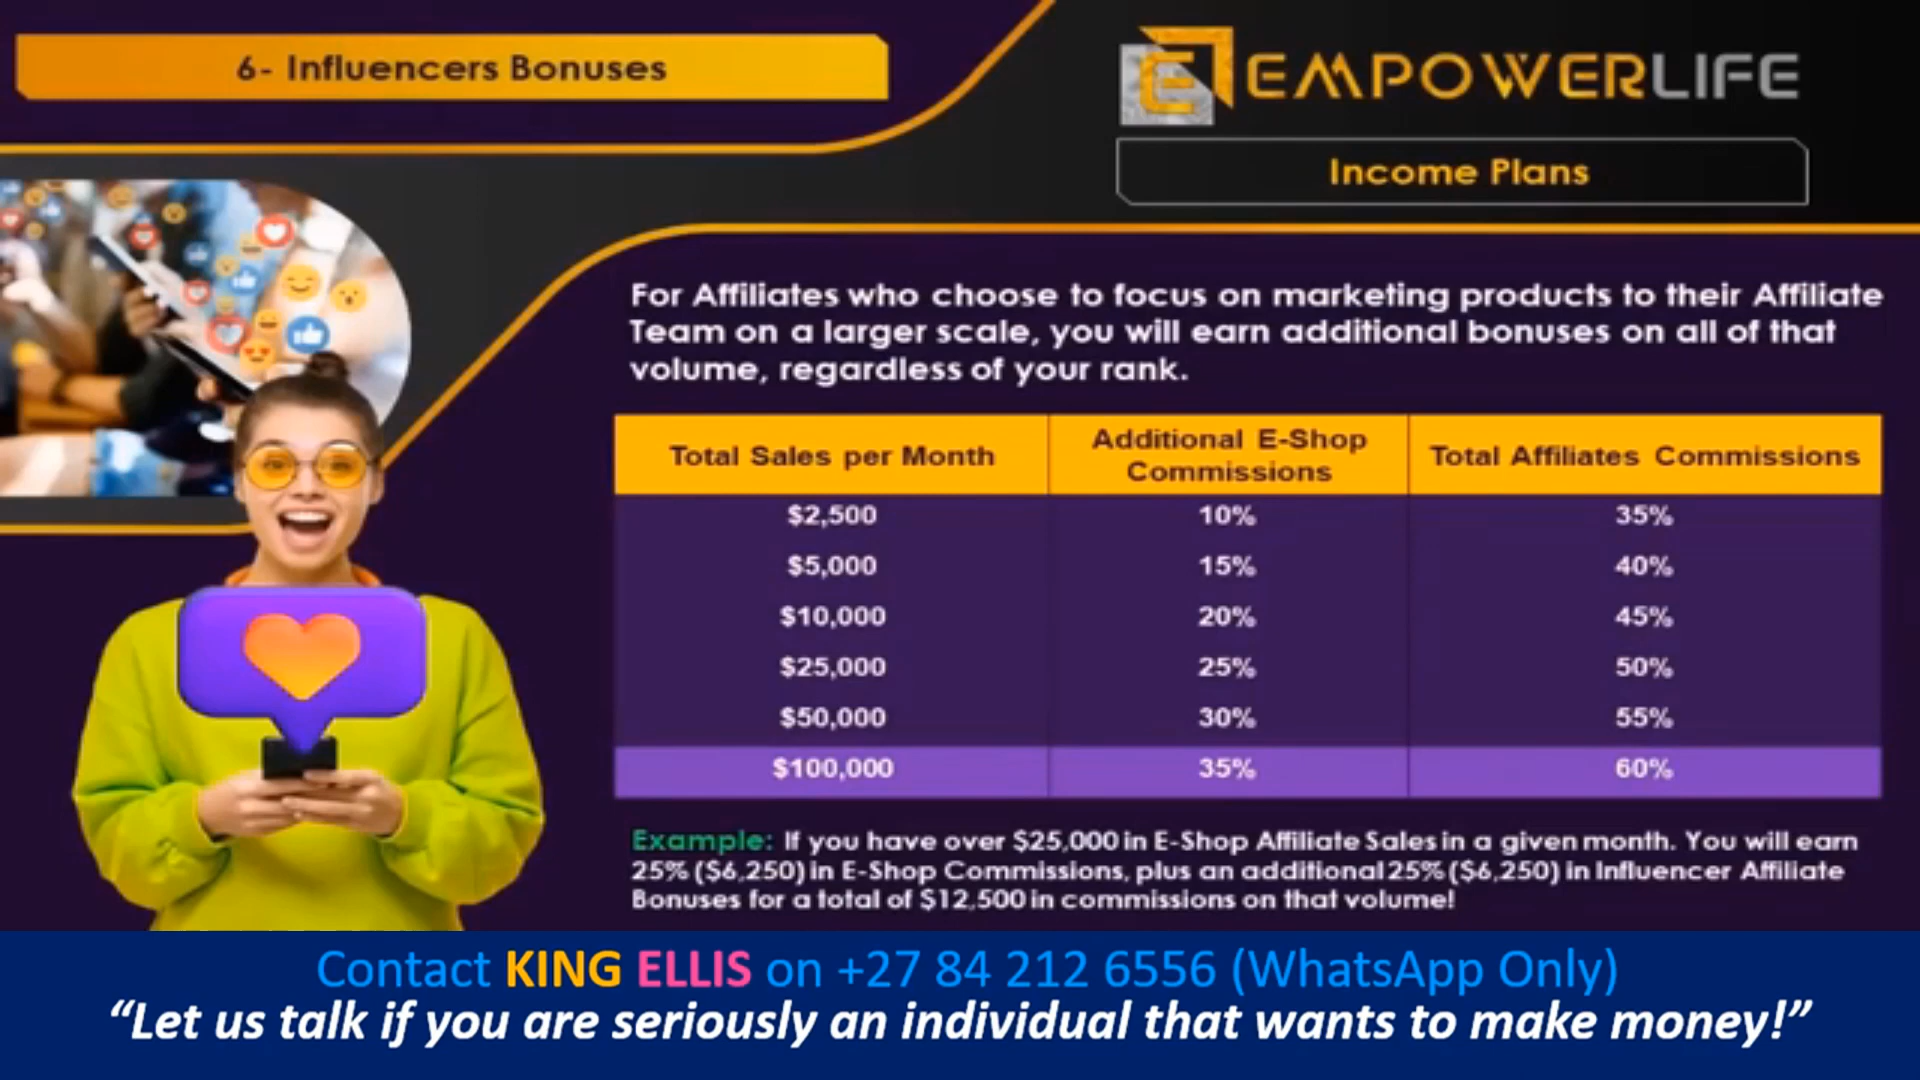 6- Influencers Bonuses
EMPOWERLIFE
Income Plans
For Affiliates who choose to focus on marketing products to their Affiliate
Team on a larger scale, you will earn additional bonuses on all of that
volume, regardless of your rank.
Total Sales per Month Additional E-Shop Commissions Total Affiliates Commissions
$2,500 10% 35%
$5,000 15% 40%
$10,000 20% 45%
$25,000 25% 50%
$50,000 30% 55%
$100,000 35% 60%
Example: If you have over $25,000 in E-Shop Affiliate Sales in a given month. You will earn
25% ($6,250) in E-Shop Commissions, plus an additional 25% ($6,250) in Influencer Affiliate
Bonuses for a total of $12,500 in commissions on that volume!
Contact KING ELLIS on +27 84 212 6556 (WhatsApp Only)
“Let us talk if you are seriously an individual that wants to make money!”